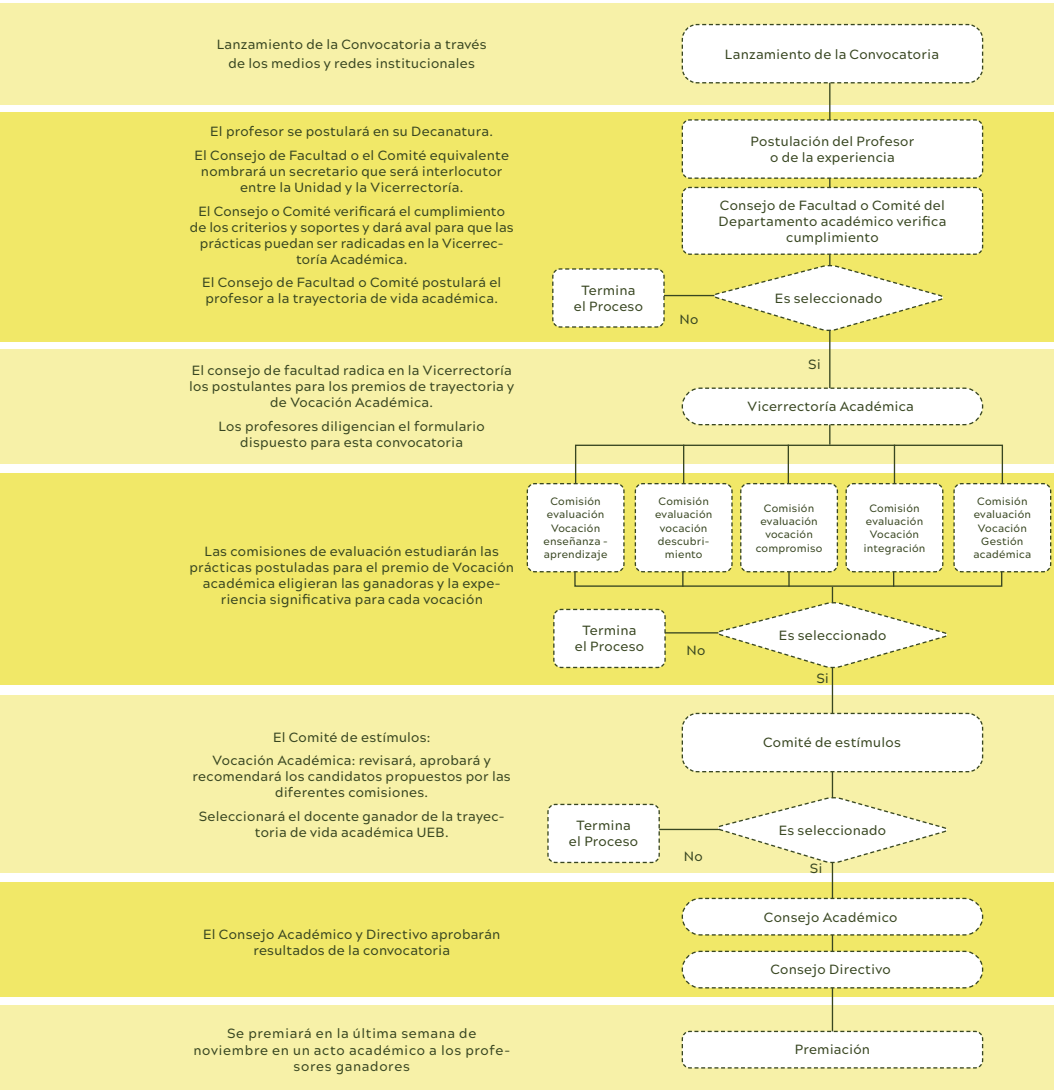 Lanzamiento de la Convocatoria a través
de los medios y redes institucionales
Lanzamiento de la Convocatoria
El profesor se postulará en su Decanatura.
El Consejo de Facultad o el Comité equivalente
nombrará un secretario que será interlocutor
entre la Unidad y la Vicerrectoría.
El Consejo o Comité verificará el cumplimiento
de los criterios y soportes y dará aval para que las
prácticas puedan ser radicadas en la Vicerrec-
toría Académica.
El Consejo de Facultad o Comité postulará el
profesor a la trayectoria de vida académica.
Postulación del Profesor
o de la experiencia
Consejo de Facultad o Comité del
Departamento académico verifica
cumplimiento
Es seleccionado
Termina
el Proceso
No
Si
El consejo de facultad radica en la Vicerrectoría
los postulantes para los premios de trayectoria y
de Vocación Académica.
Los profesores diligencian el formulario
dispuesto para esta convocatoria
Vicerrectoría Académica
Las comisiones de evaluación estudiarán las
prácticas postuladas para el premio de Vocación
académica eligieran las ganadoras y la expe-
riencia significativa para cada vocación
Comisión
evaluación
Vocación
enseñanza -
aprendizaje
Comisión
evaluación
vocación
descubri-
miento
Comisión
evaluación
vocación
compromiso
Comisión
evaluación
Vocación
integración
Comisión
evaluación
Vocación
Gestión
académica
Es seleccionado
Termina
el Proceso
No
Si
El Comité de estímulos:
Vocación Académica: revisará, aprobará y
recomendará los candidatos propuestos por las
diferentes comisiones.
Seleccionará el docente ganador de la trayec-
toria de vida académica UEB.
Comité de estímulos
Es seleccionado
Termina
el Proceso
No
Si
El Consejo Académico y Directivo aprobarán
resultados de la convocatoria
Consejo Académico
Consejo Directivo
Se premiará en la última semana de
noviembre en un acto académico a los profe-
sores ganadores
Premiación